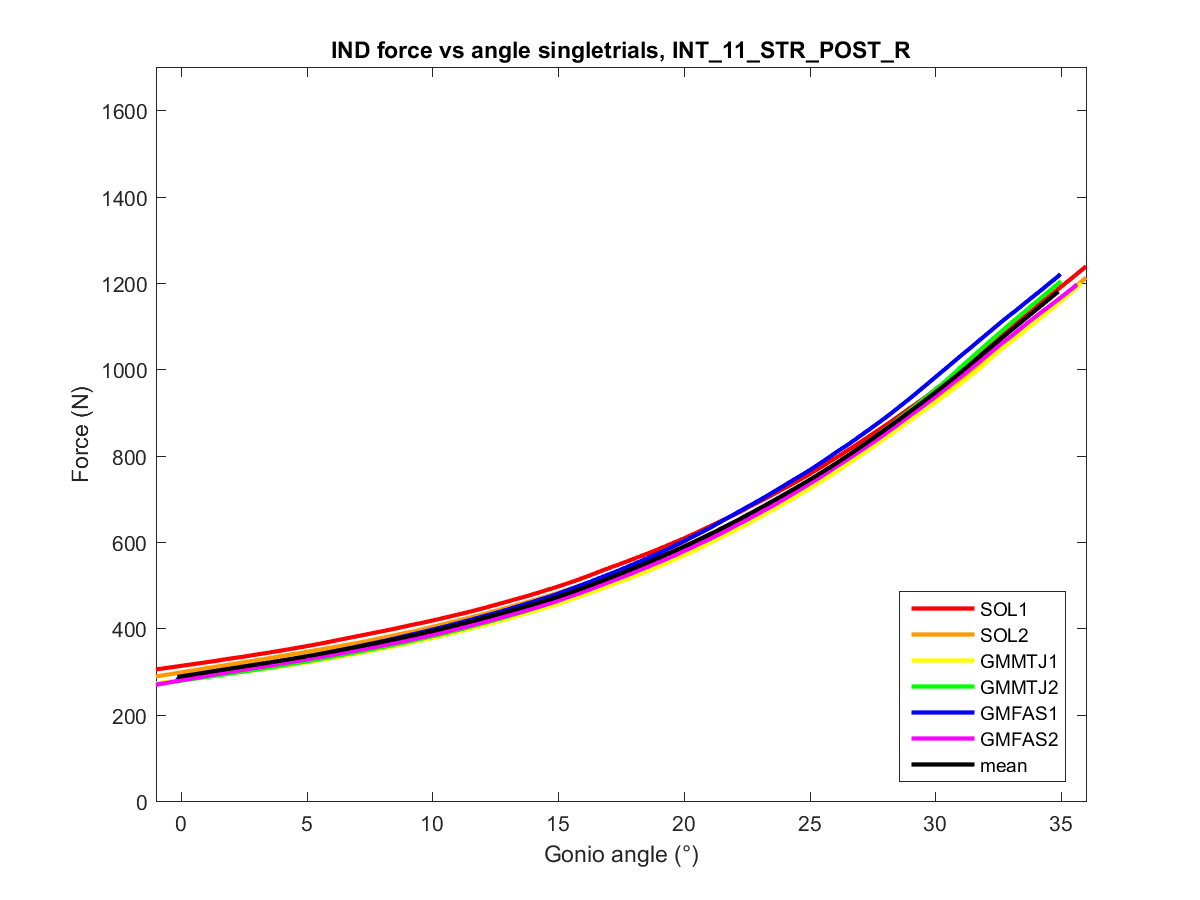 IND force vs angle singletrials, INT_11_STR_POST_R
1600
1400
1200
1000
800
600
400
200
0
Force (N)
0 5 10 15 20 25 30 35
Gonio angle (°)
SOL1
SOL2
GMMTJ1
GMMTJ2
GMFAS1
GMFAS2
mean